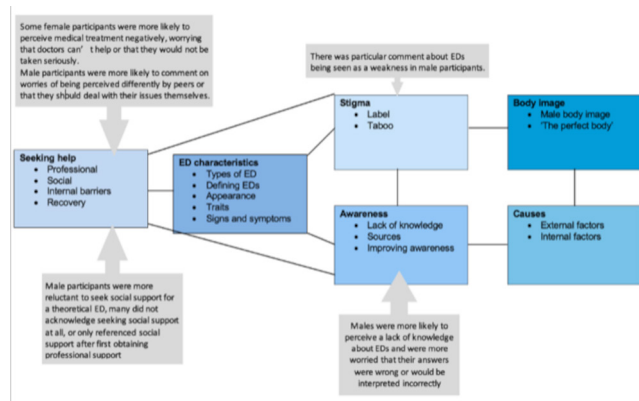 Some female participants were more likely to
perceive medical treatment negatively, worrying
that doctors can't help or that they would not be
taken seriously.
Male participants were more likely to comment on
worries of being perceived differently by peers or
that they should deal with their issues themselves.
There was particular comment about EDs
being seen as a weakness in male participants.
Stigma
• Label
• Taboo
Body image
• Male body image
• 'The perfect body'
Seeking help
• Professional
• Social
• Internal barriers
• Recovery
ED characteristics
• Types of ED
• Defining EDs
• Appearance
• Traits
• Signs and symptoms
Awareness
• Lack of knowledge
• Sources
• Improving awareness
Causes
• External factors
• Internal factors
Male participants were more
reluctant to seek social support for
a theoretical ED, many did not
acknowledge seeking social support
at all, or only referenced social
support after first obtaining
professional support
Males were more likely to
perceive a lack of knowledge
about EDs and were more
worried that their answers
were wrong or would be
interpreted incorrectly